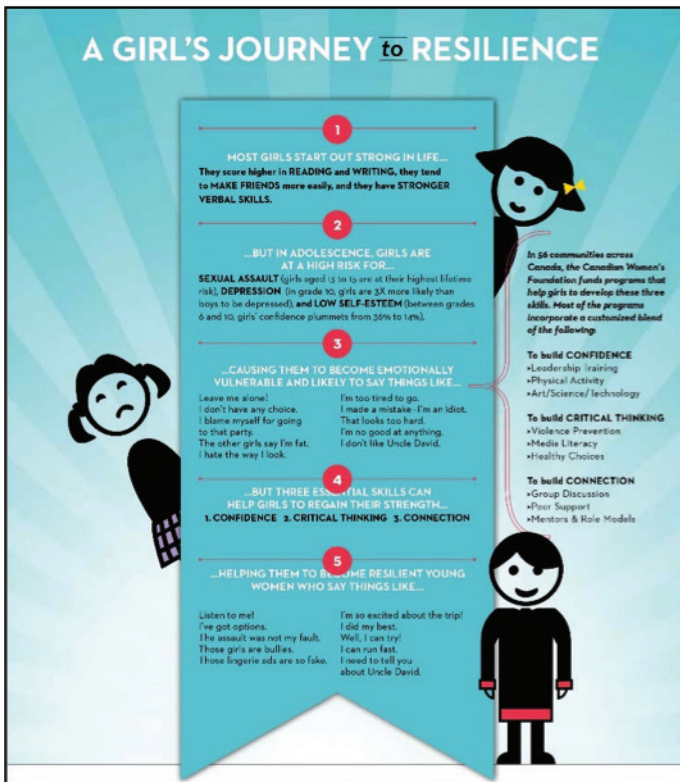 A GIRL'S JOURNEY to RESILIENCE
1
MOST GIRLS START OUT STRONG IN LIFE...
They score higher in READING and WRITING, they tend
to MAKE FRIENDS more easily, and they have STRONGER
VERBAL SKILLS.
2
...BUT IN ADOLESCENCE, GIRLS ARE
AT A HIGH RISK FOR...
SEXUAL ASSAULT (girls aged 13 to 15 are at their highest lifetime
risk), DEPRESSION (in grade 10, girls are 3X more likely than
boys to be depressed), and LOW SELF-ESTEEM (between grades
6 and 10, girls' confidence plummets from 36% to 14%).
3
...CAUSING THEM TO BECOME EMOTIONALLY
VULNERABLE AND LIKELY TO SAY THINGS LIKE...
Leave me alone!
I don't have any choice.
I blame myself for going
to that party.
The other girls say I'm fat.
I hate the way I look.
I'm too tired to go.
I made a mistake–I'm an idiot.
That looks too hard.
I'm no good at anything.
I don't like Uncle David.
4
...BUT THREE ESSENTIAL SKILLS CAN
HELP GIRLS TO REGAIN THEIR STRENGTH...
1. CONFIDENCE 2. CRITICAL THINKING 3. CONNECTION
5
...HELPING THEM TO BECOME RESILIENT YOUNG
WOMEN WHO SAY THINGS LIKE...
Listen to me!
I've got options.
The assault was not my fault.
Those girls are bullies.
Those lingerie ads are so fake.
I'm so excited about the trip!
I did my best.
Well, I can try!
I can run fast.
I need to tell you
about Uncle David.
In 56 communities across
Canada, the Canadian Women's
Foundation funds programs that
help girls to develop these three
skills. Most of the programs
incorporate a customized blend
of the following:
To build CONFIDENCE
▸Leadership Training
▸Physical Activity
▸Art/Science/Technology
To build CRITICAL THINKING
▸Violence Prevention
▸Media Literacy
▸Healthy Choices
To build CONNECTION
▸Group Discussion
▸Peer Support
▸Mentors & Role Models